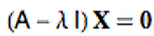 (A – λ I) X = 0